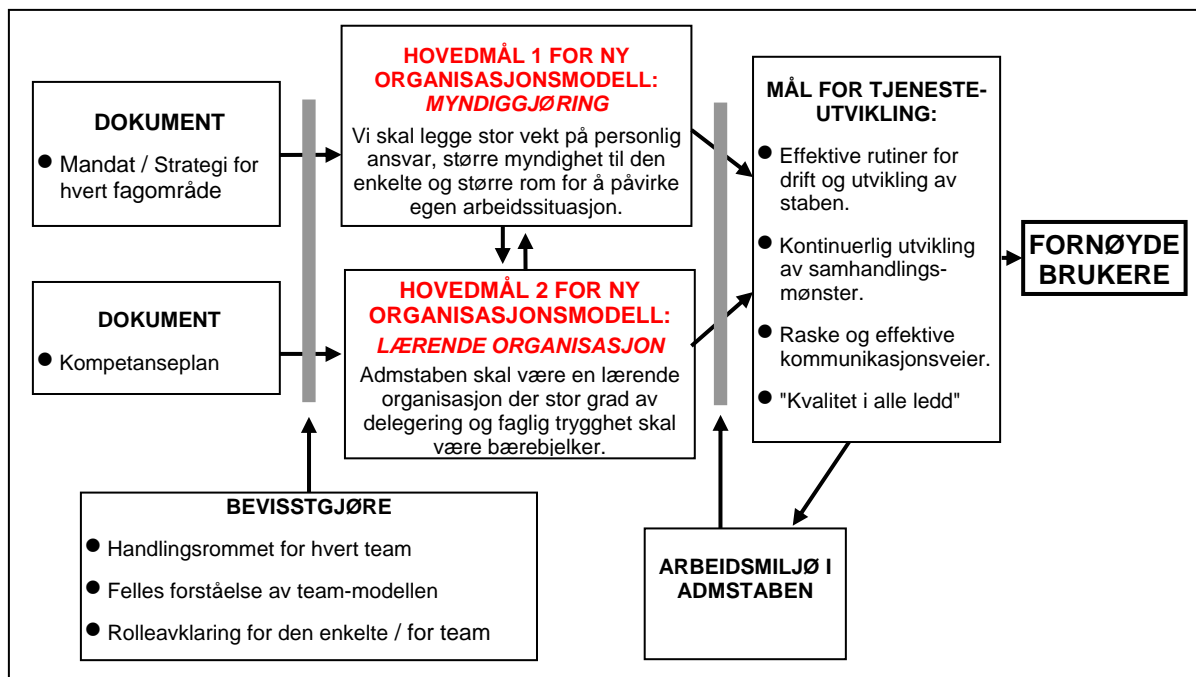 DOKUMENT
● Mandat / Strategi for
hvert fagområde
DOKUMENT
● Kompetanseplan
HOVEDMÅL 1 FOR NY
ORGANISASJONSMODELL:
MYNDIGGJØRING
Vi skal legge stor vekt på personlig
ansvar, større myndighet til den
enkelte og større rom for å påvirke
egen arbeidssituasjon.
HOVEDMÅL 2 FOR NY
ORGANISASJONSMODELL:
LÆRENDE ORGANISASJON
Admstaben skal være en lærende
organisasjon der stor grad av
delegering og faglig trygghet skal
være bærebjelker.
MÅL FOR TJENESTE-
UTVIKLING:
● Effektive rutiner for
drift og utvikling av
staben.
● Kontinuerlig utvikling
av samhandlings-
mønster.
● Raske og effektive
kommunikasjonsveier.
● "Kvalitet i alle ledd"
FORNØYDE
BRUKERE
BEVISSTGJØRE
● Handlingsrommet for hvert team
● Felles forståelse av team-modellen
● Rolleavklaring for den enkelte / for team
ARBEIDSMILJØ I
ADMSTABEN